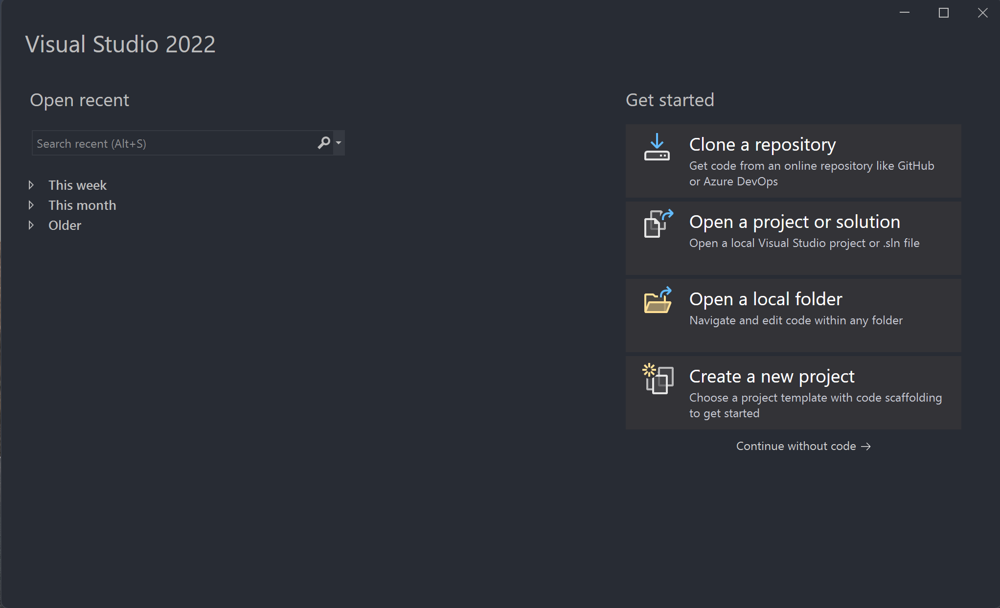 Visual Studio 2022
Open recent
Search recent (Alt+S)
This week
This month
Older
Get started
Clone a repository
Get code from an online repository like GitHub
or Azure DevOps
Open a project or solution
Open a local Visual Studio project or .sln file
Open a local folder
Navigate and edit code within any folder
Create a new project
Choose a project template with code scaffolding
to get started
Continue without code →